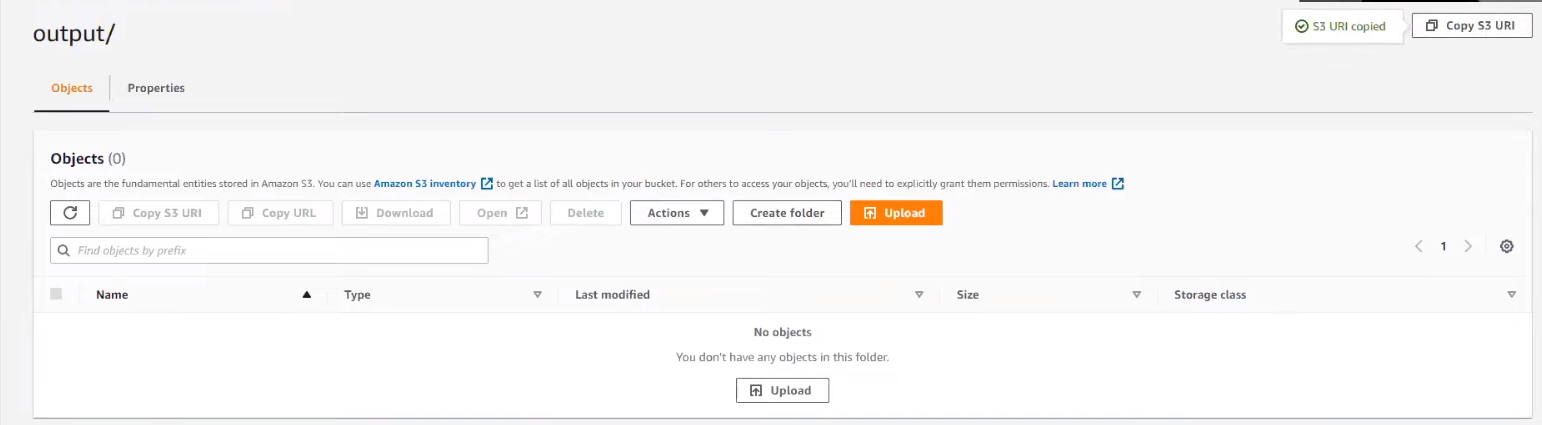 output/
S3 URI copied
Copy S3 URI
Objects
Properties
Objects (0)
Objects are the fundamental entities stored in Amazon S3. You can use Amazon S3 inventory to get a list of all objects in your bucket. For others to access your objects, you'll need to explicitly grant them permissions. Learn more
Copy S3 URI
Copy URL
Download
Open
Delete
Actions
Create folder
Upload
Find objects by prefix
1
Name
Type
Last modified
Size
Storage class
No objects
You don't have any objects in this folder.
Upload